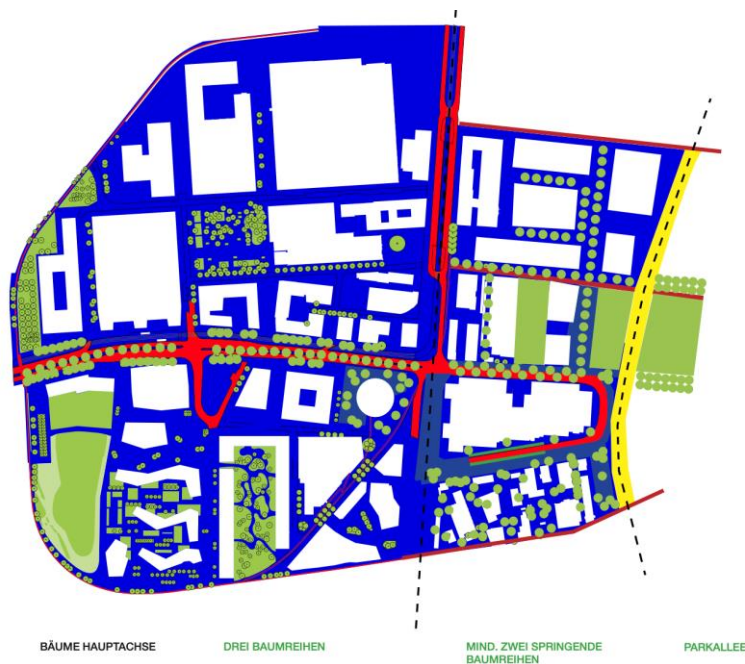 BÄUME HAUPTACHSE
DREI BAUMREIHEN
MIND. ZWEI SPRINGENDE
BAUMREIHEN
PARKALLEE